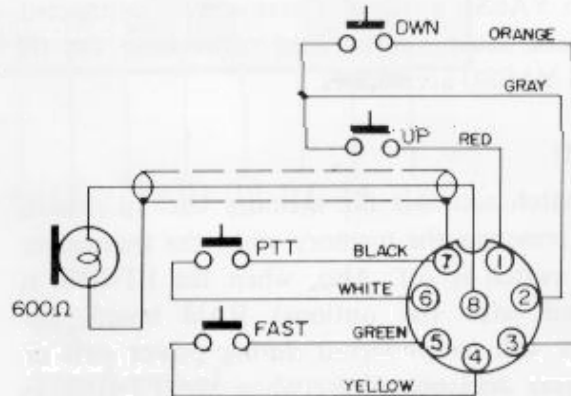 DWN
ORANGE
GRAY
UP
RED
PTT
BLACK
7
1
WHITE
6
8
2
600Ω
FAST
GREEN
5
4
3
YELLOW